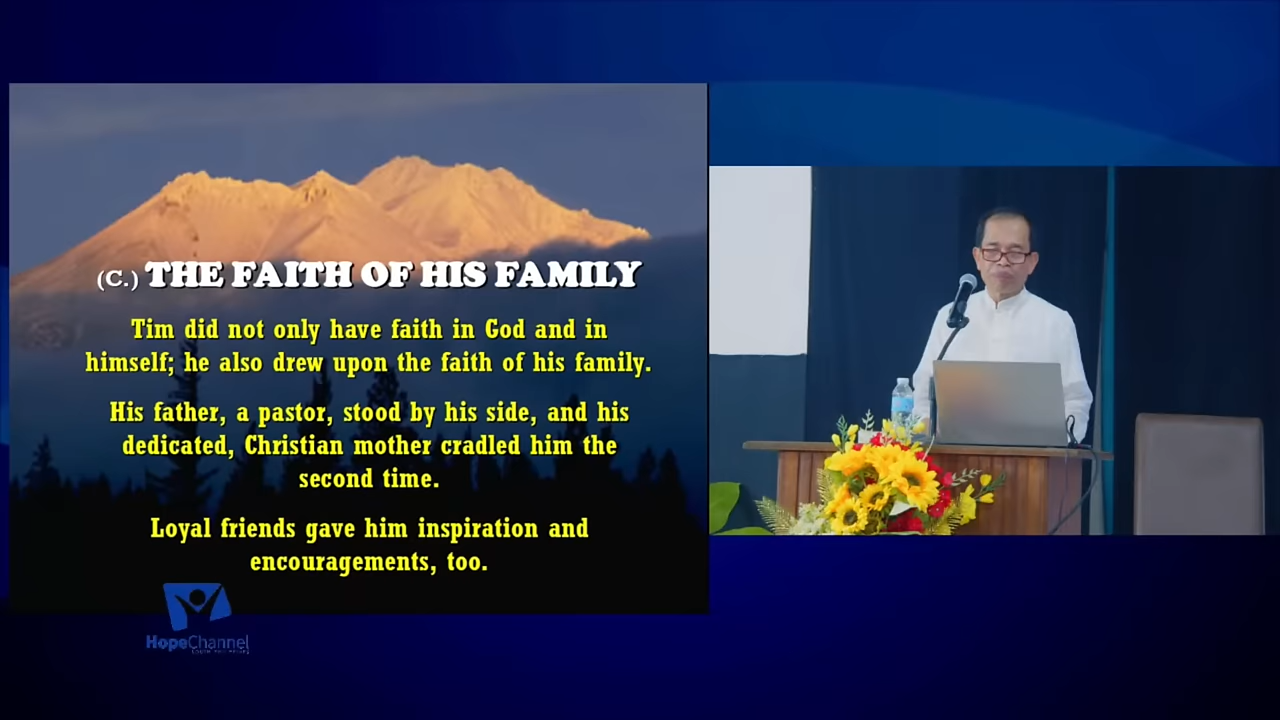 (C.) THE FAITH OF HIS FAMILY
Tim did not only have faith in God and in
himself; he also drew upon the faith of his family.
His father, a pastor, stood by his side, and his
dedicated, Christian mother cradled him the
second time.
Loyal friends gave him inspiration and
encouragements, too.
HopeChannel